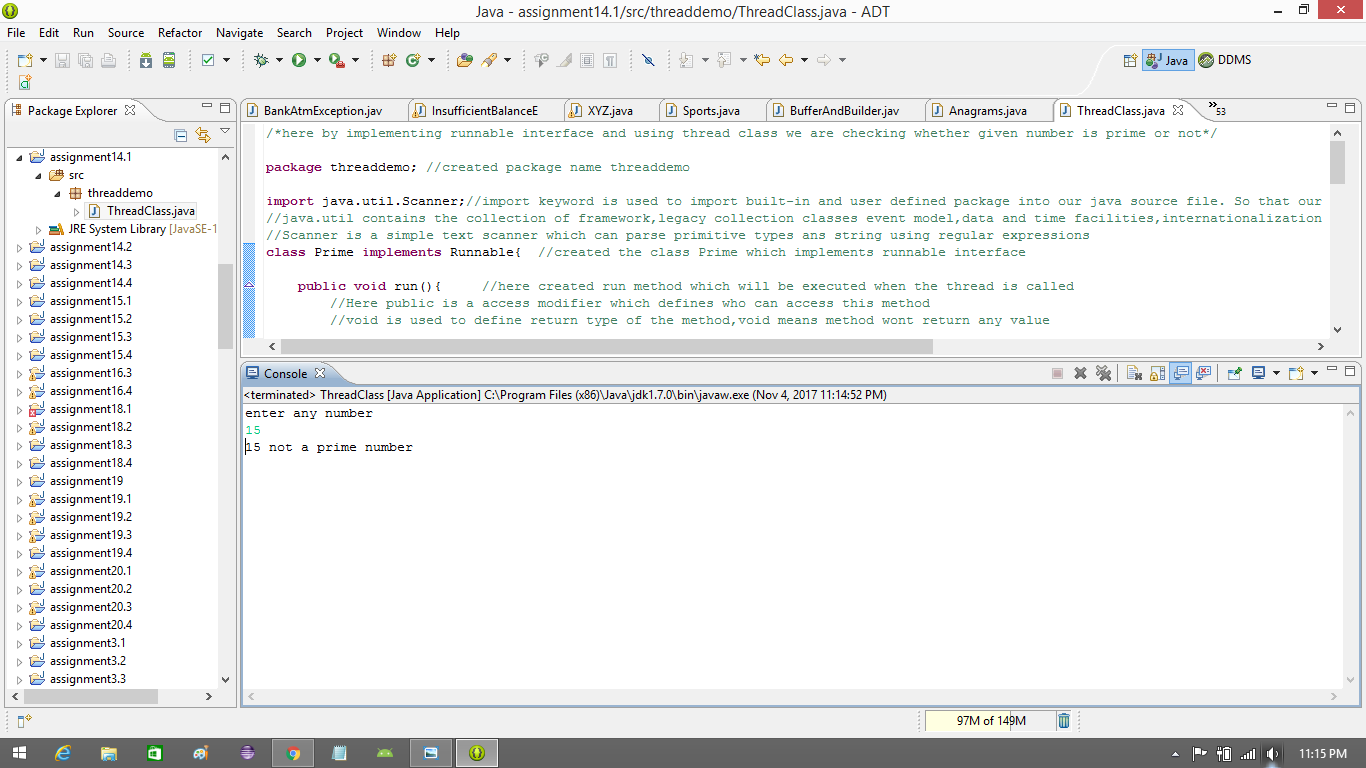 Java - assignment14.1/src/threaddemo/ThreadClass.java - ADT
File Edit Run Source Refactor Navigate Search Project Window Help
Java DDMS
Package Explorer
assignment14.1
src
threaddemo
ThreadClass.java
JRE System Library [JavaSE-1
assignment14.2
assignment14.3
assignment14.4
assignment15.1
assignment15.2
assignment15.3
assignment15.4
assignment16.3
assignment16.4
assignment18.1
assignment18.2
assignment18.3
assignment18.4
assignment19
assignment19.1
assignment19.2
assignment19.3
assignment19.4
assignment20.1
assignment20.2
assignment20.3
assignment20.4
assignment3.1
assignment3.2
assignment3.3
BankAtmException.jav InsufficientBalanceE XYZ.java Sports.java BufferAndBuilder.jav Anagrams.java ThreadClass.java »53
/*here by implementing runnable interface and using thread class we are checking whether given number is prime or not*/
package threaddemo; //created package name threaddemo
import java.util.Scanner;//import keyword is used to import built-in and user defined package into our java source file. So that our
//java.util contains the collection of framework,legacy collection classes event model,data and time facilities,internationalization
//Scanner is a simple text scanner which can parse primitive types ans string using regular expressions
class Prime implements Runnable{ //created the class Prime which implements runnable interface
public void run(){ //here created run method which will be executed when the thread is called
//Here public is a access modifier which defines who can access this method
//void is used to define return type of the method,void means method wont return any value
Console
<terminated> ThreadClass [Java Application] C:\Program Files (x86)\Java\jdk1.7.0\bin\javaw.exe (Nov 4, 2017 11:14:52 PM)
enter any number
15
15 not a prime number
97M of 149M
11:15 PM